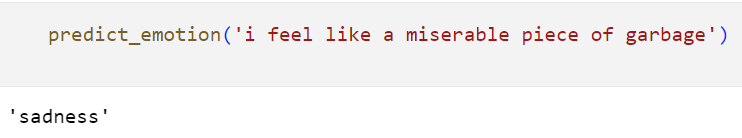 predict_emotion('i feel like a miserable piece of garbage')
'sadness'